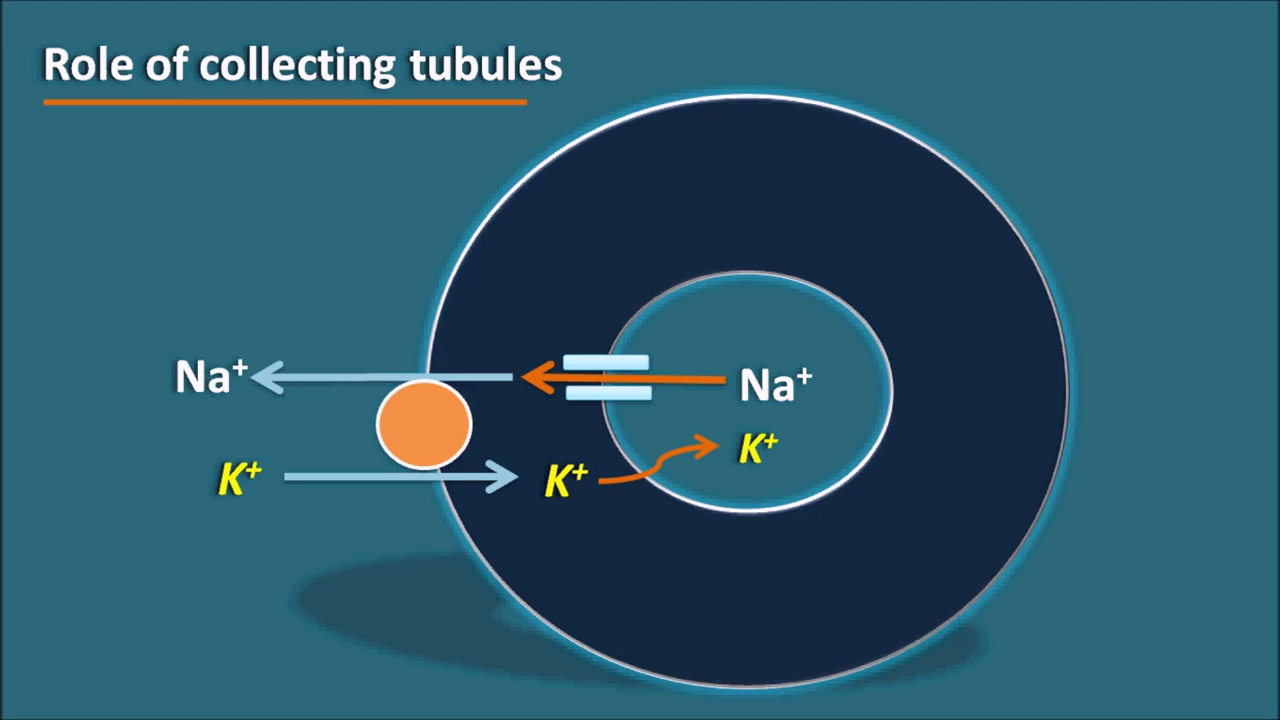 Role of collecting tubules
Na⁺
Na⁺
K⁺
K⁺
K⁺